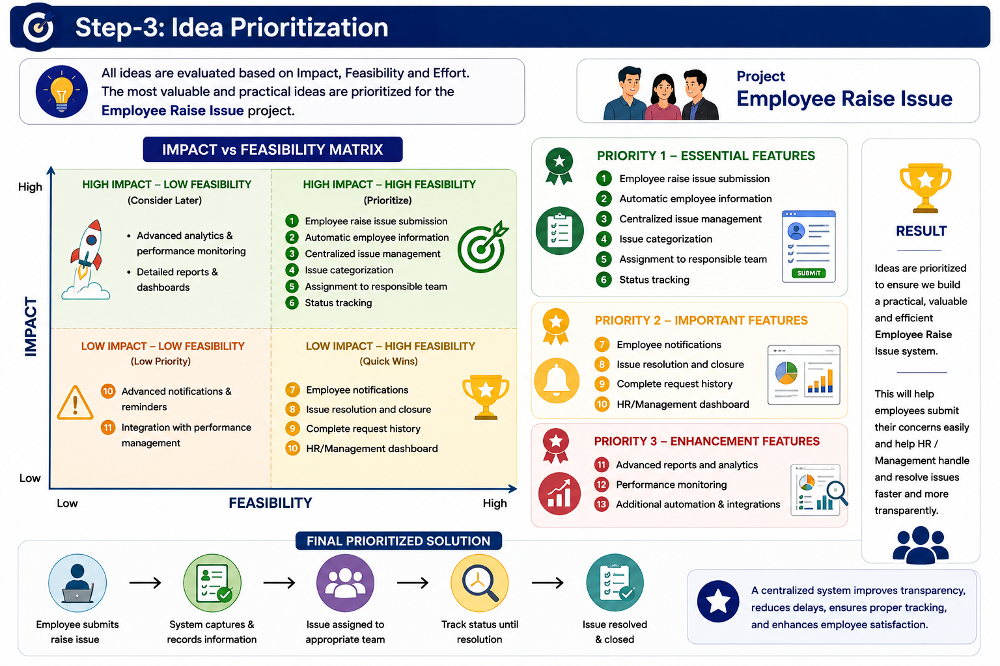 Step-3: Idea Prioritization
All ideas are evaluated based on Impact, Feasibility and Effort.
The most valuable and practical ideas are prioritized for the
Employee Raise Issue project.
Project
Employee Raise Issue
IMPACT vs FEASIBILITY MATRIX
High
IMPACT
Low
HIGH IMPACT – LOW FEASIBILITY
(Consider Later)
• Advanced analytics &
performance monitoring
• Detailed reports &
dashboards
HIGH IMPACT – HIGH FEASIBILITY
(Prioritize)
1 Employee raise issue submission
2 Automatic employee information
3 Centralized issue management
4 Issue categorization
5 Assignment to responsible team
6 Status tracking
LOW IMPACT – LOW FEASIBILITY
(Low Priority)
10 Advanced notifications &
reminders
11 Integration with performance
management
LOW IMPACT – HIGH FEASIBILITY
(Quick Wins)
7 Employee notifications
8 Issue resolution and closure
9 Complete request history
10 HR/Management dashboard
Low
FEASIBILITY
High
PRIORITY 1 – ESSENTIAL FEATURES
1 Employee raise issue submission
2 Automatic employee information
3 Centralized issue management
4 Issue categorization
5 Assignment to responsible team
6 Status tracking
SUBMIT
PRIORITY 2 – IMPORTANT FEATURES
7 Employee notifications
8 Issue resolution and closure
9 Complete request history
10 HR/Management dashboard
PRIORITY 3 – ENHANCEMENT FEATURES
11 Advanced reports and analytics
12 Performance monitoring
13 Additional automation & integrations
RESULT
Ideas are prioritized
to ensure we build
a practical, valuable
and efficient
Employee Raise
Issue system.
This will help
employees submit
their concerns easily
and help HR /
Management handle
and resolve issues
faster and more
transparently.
FINAL PRIORITIZED SOLUTION
Employee submits
raise issue
System captures &
records information
Issue assigned to
appropriate team
Track status until
resolution
Issue resolved
& closed
A centralized system improves transparency,
reduces delays, ensures proper tracking,
and enhances employee satisfaction.